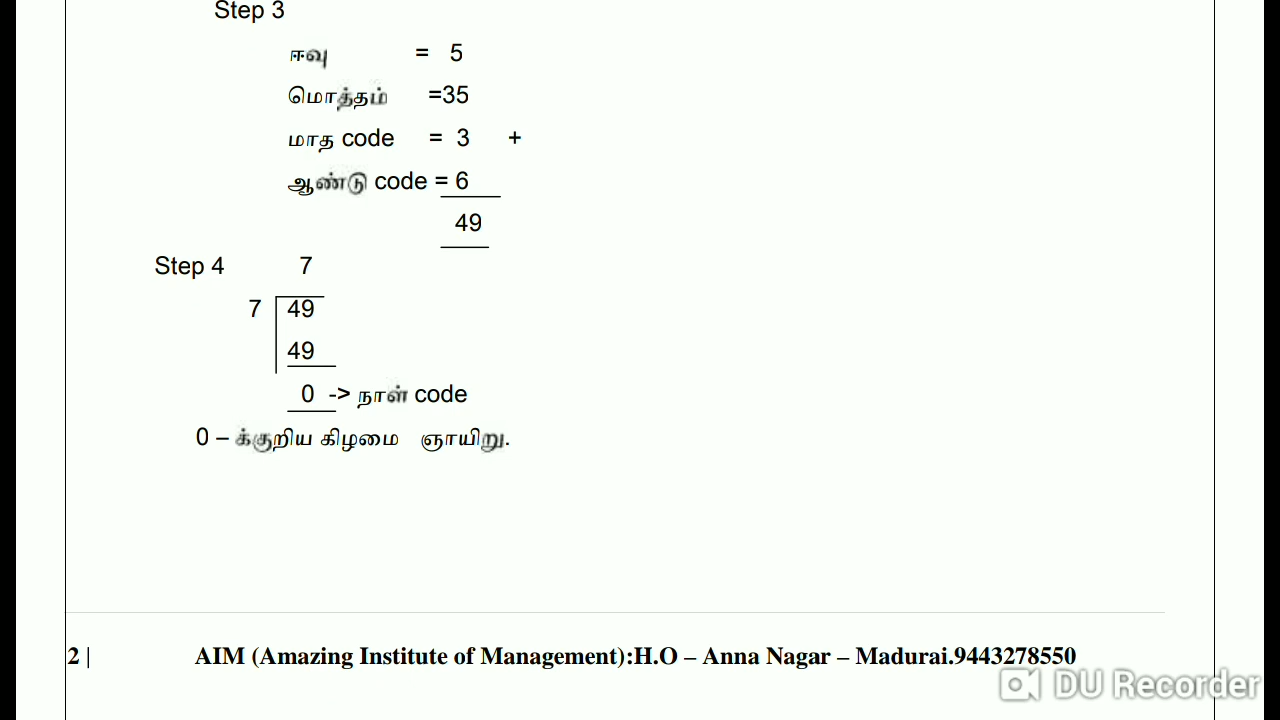 Step 3
ஈவு = 5
மொத்தம் =35
மாத code = 3 +
ஆண்டு code = 6
49
Step 4 7
7 49
49
0 -> நாள் code
0 – க்குறிய கிழமை ஞாயிறு.
2 | AIM (Amazing Institute of Management):H.O – Anna Nagar – Madurai.9443278550
DU Recorder